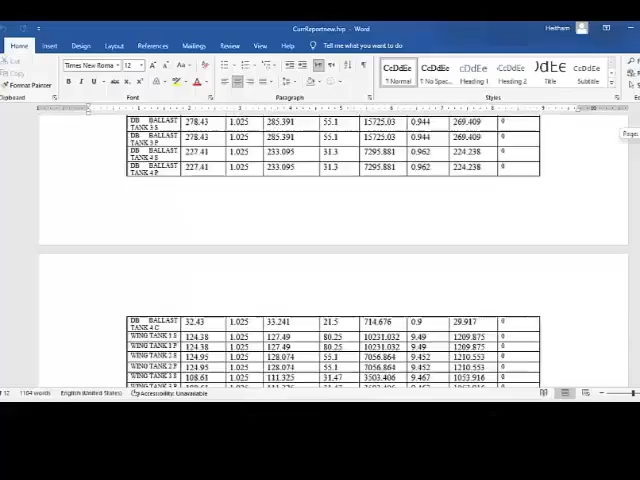 CurrReportnew.hip - Word
Heitham
Home Insert Design Layout References Mailings Review View Help Tell me what you want to do
Cut
Copy
Format Painter
Clipboard
Times New Roma 12
B I U
Font
Paragraph
AaBbCcDdEe
¶ Normal ¶ No Spac... Heading 1 Heading 2 Title Subtitle
Styles
DB BALLAST TANK 3 S 278.43 1.025 285.391 55.1 15725.03 0.944 269.409 0
DB BALLAST TANK 3 P 278.43 1.025 285.391 55.1 15725.03 0.944 269.409 0
DB BALLAST TANK 4 S 227.41 1.025 233.095 31.3 7295.881 0.962 224.238 0
DB BALLAST TANK 4 P 227.41 1.025 233.095 31.3 7295.881 0.962 224.238 0
DB BALLAST TANK 4 C 32.43 1.025 33.241 21.5 714.676 0.9 29.917 0
WING TANK 1 S 124.38 1.025 127.49 80.25 10231.032 9.49 1209.875 0
WING TANK 1 P 124.38 1.025 127.49 80.25 10231.032 9.49 1209.875 0
WING TANK 2 S 124.95 1.025 128.074 55.1 7056.864 9.452 1210.553 0
WING TANK 2 P 124.95 1.025 128.074 55.1 7056.864 9.452 1210.553 0
WING TANK 3 S 108.61 1.025 111.325 31.47 3503.406 9.467 1053.916 0
of 12 1104 words English (United States) Accessibility: Unavailable